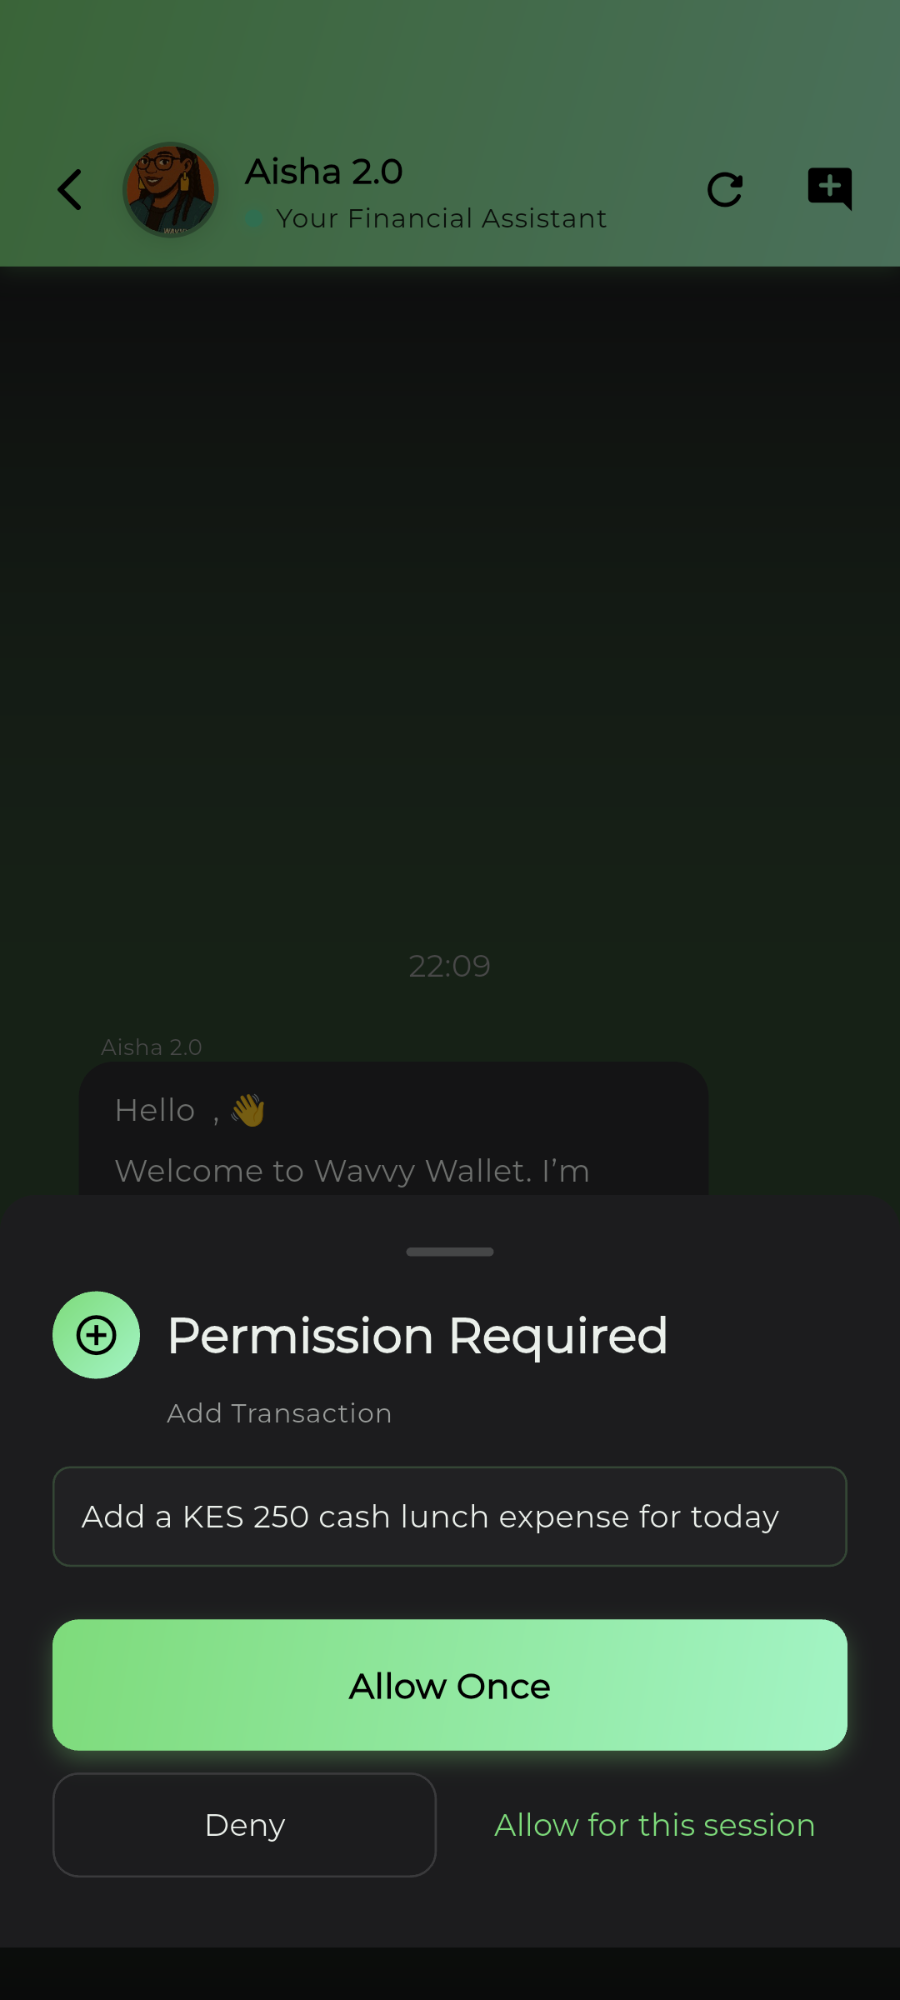 Aisha 2.0
Your Financial Assistant
22:09
Aisha 2.0
Hello , 👋
Welcome to Wavvy Wallet. I’m
Permission Required
Add Transaction
Add a KES 250 cash lunch expense for today
Allow Once
Deny
Allow for this session